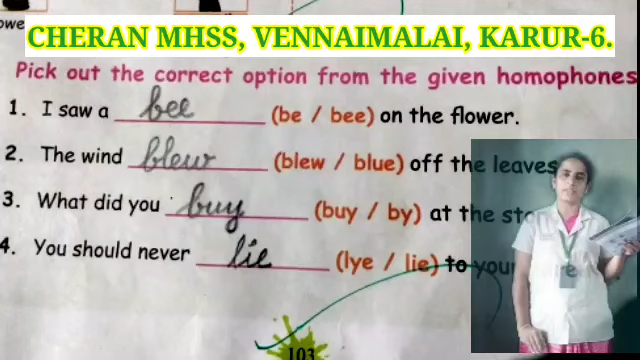 CHERAN MHSS, VENNAIMALAI, KARUR-6.
Pick out the correct option from the given homophones
1. I saw a bee (be / bee) on the flower.
2. The wind blew (blew / blue) off the leaves
3. What did you buy (buy / by) at the
4. You should never lie (lye / lie) to your
103